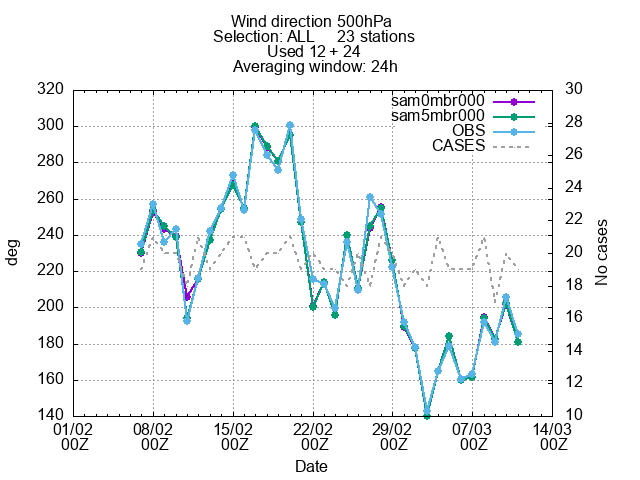 Wind direction 500hPa
Selection: ALL 23 stations
Used 12 + 24
Averaging window: 24h
320 30
300 28
280 26
260 24
240 22
220 20
200 18
180 16
160 14
140 12
10
sam0mbr000
sam5mbr000
OBS
CASES
deg
No cases
01/02 08/02 15/02 22/02 29/02 07/03 14/03
00Z 00Z 00Z 00Z 00Z 00Z 00Z
Date